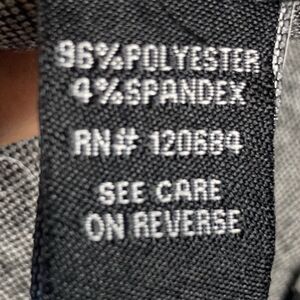 96%POLYESTER
4%SPANDEX
RN# 120684
SEE CARE
ON REVERSE